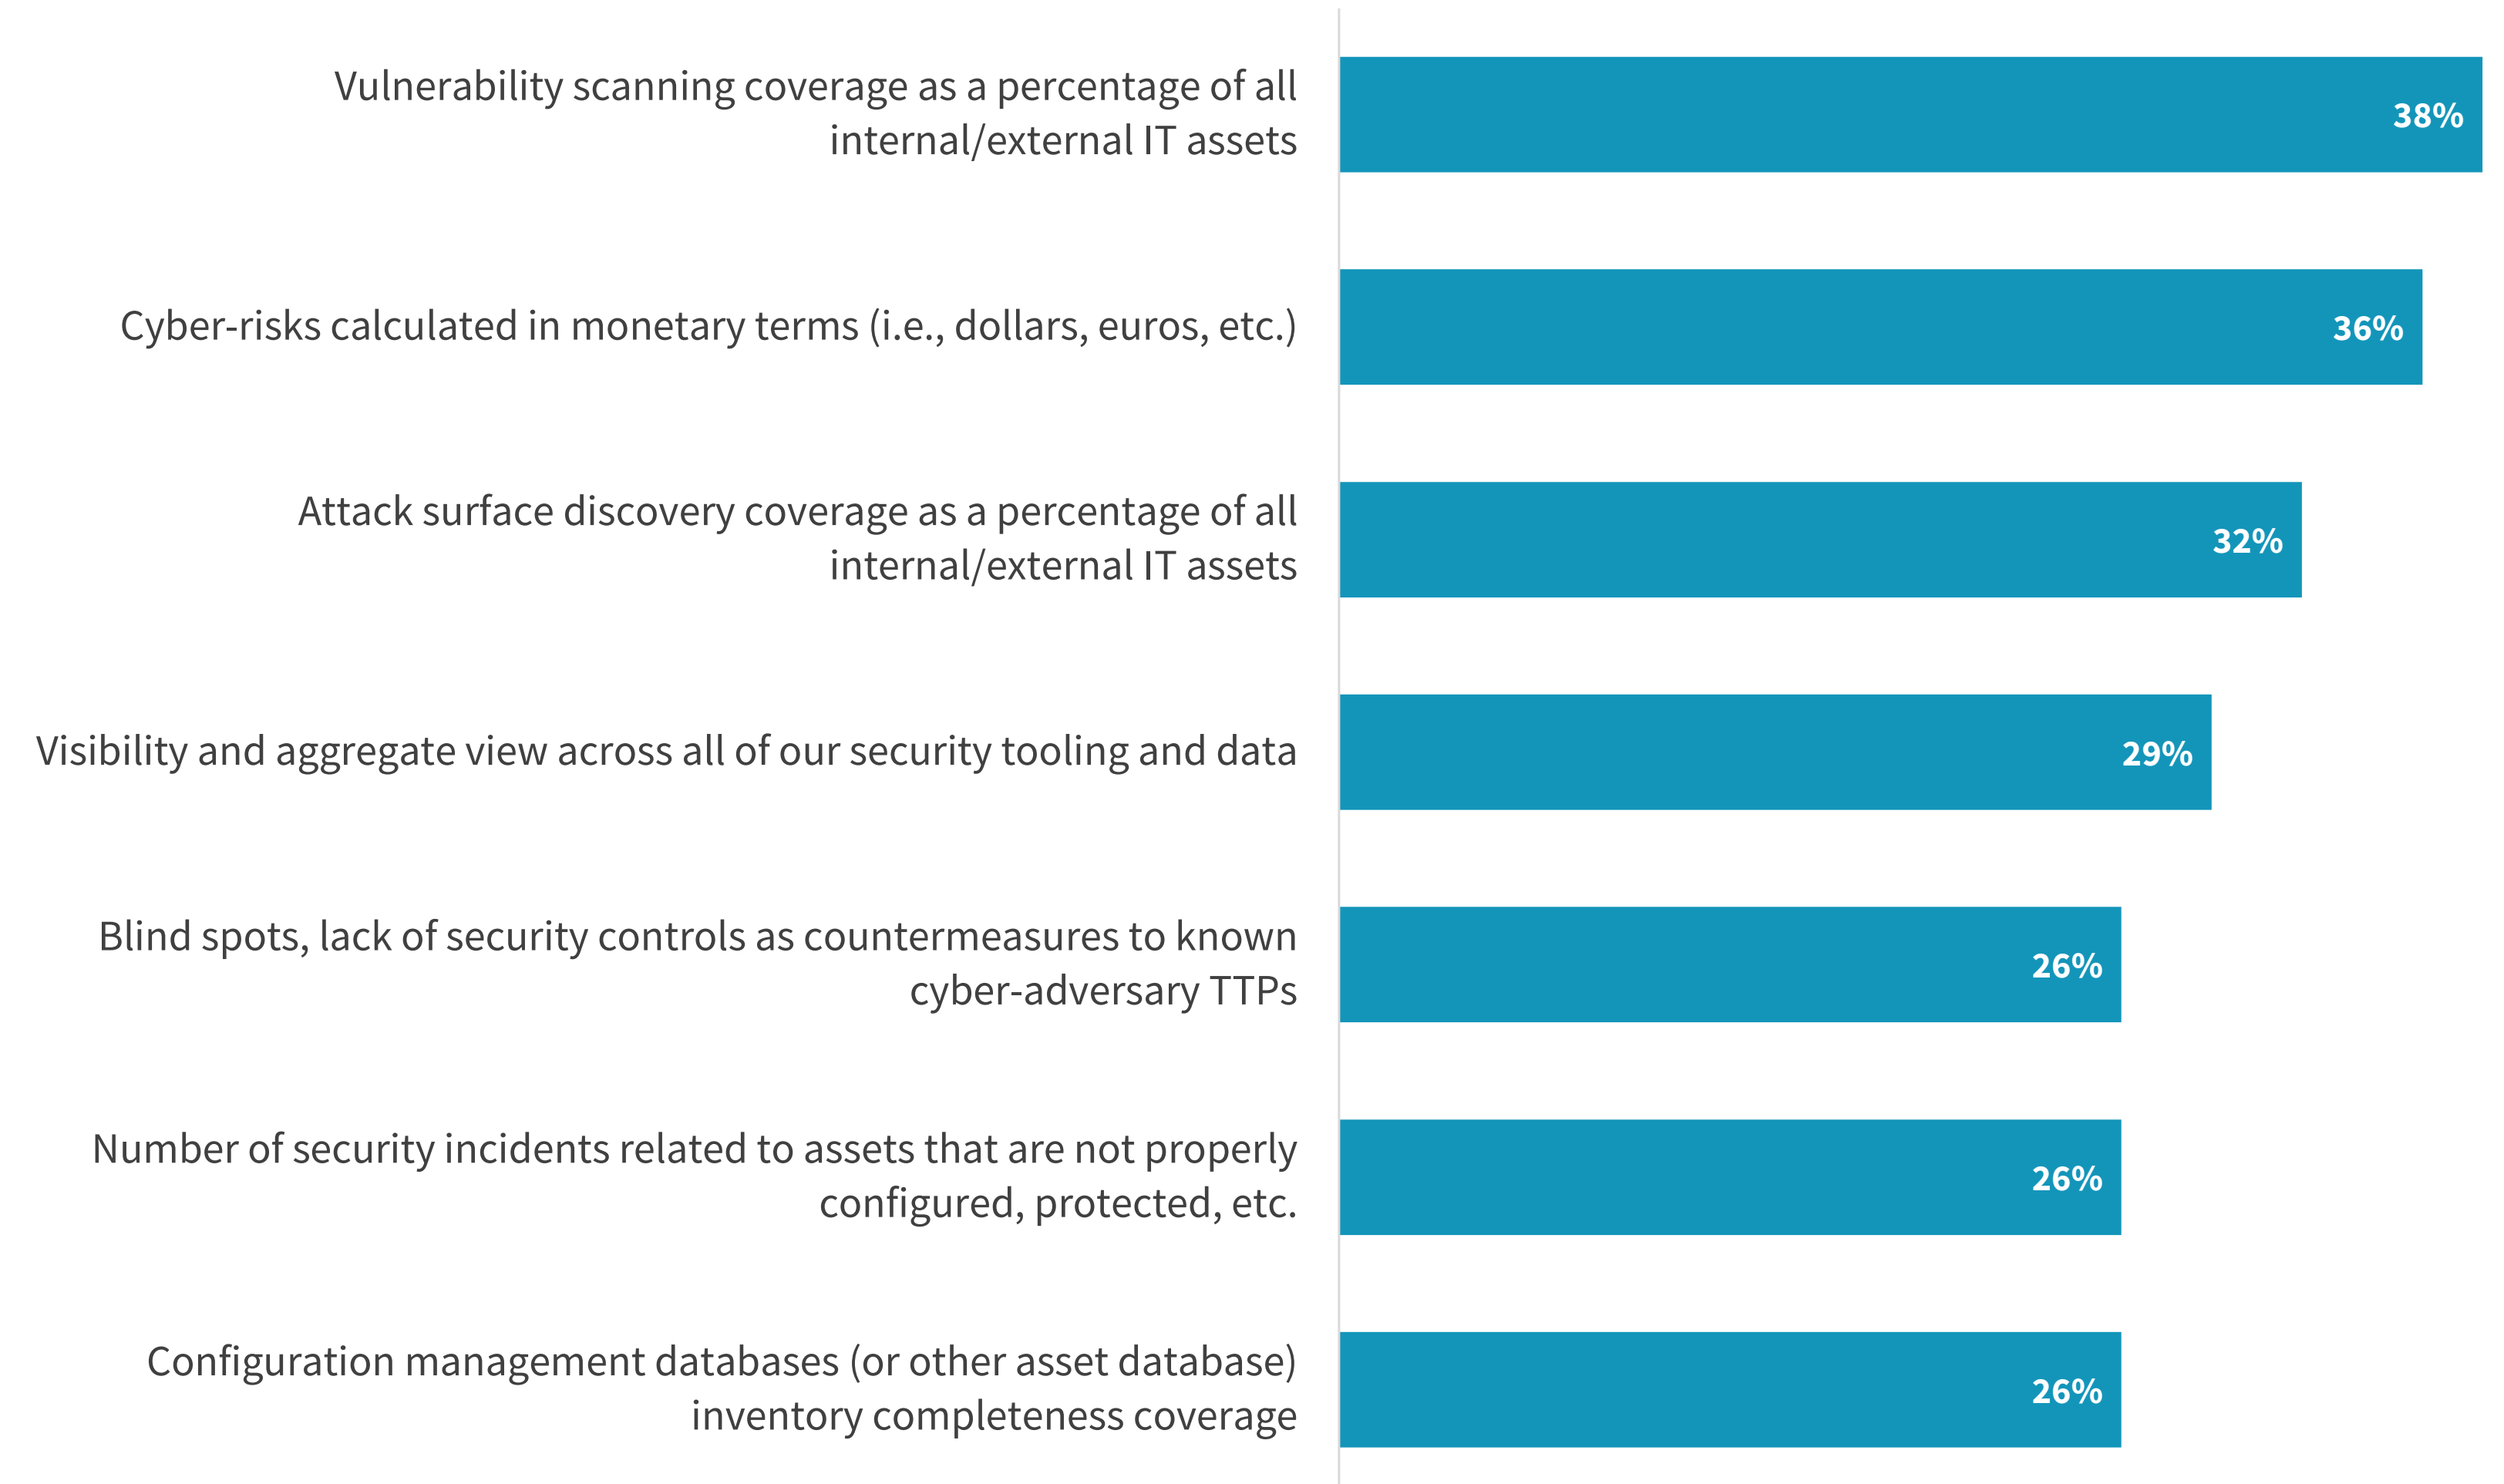 Vulnerability scanning coverage as a percentage of all
internal/external IT assets
38%
Cyber-risks calculated in monetary terms (i.e., dollars, euros, etc.)
36%
Attack surface discovery coverage as a percentage of all
internal/external IT assets
32%
Visibility and aggregate view across all of our security tooling and data
29%
Blind spots, lack of security controls as countermeasures to known
cyber-adversary TTPs
26%
Number of security incidents related to assets that are not properly
configured, protected, etc.
26%
Configuration management databases (or other asset database)
inventory completeness coverage
26%